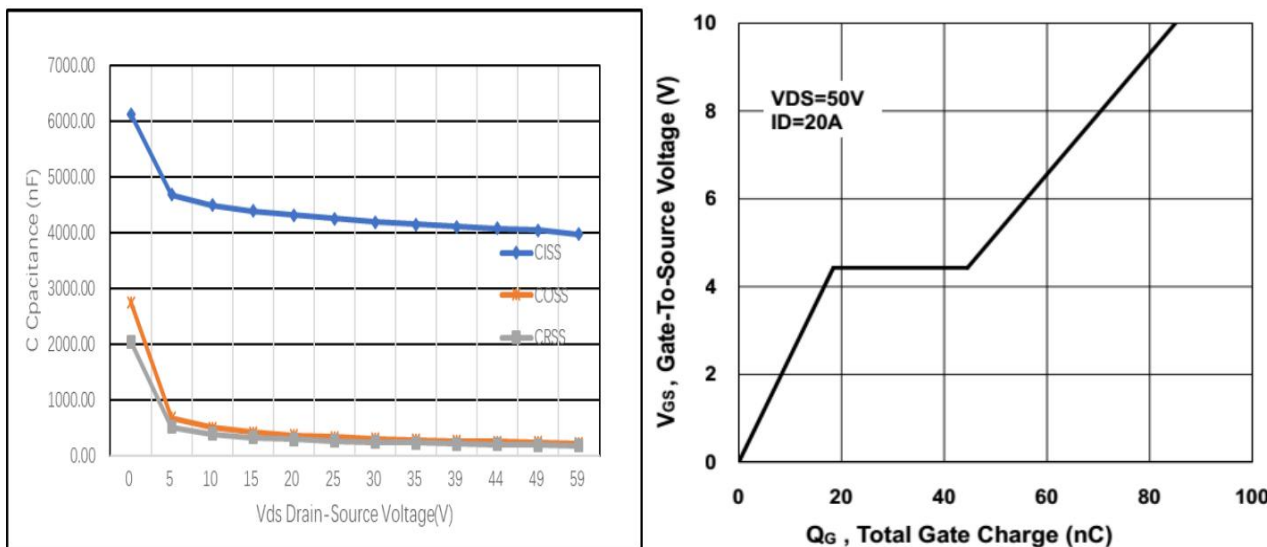 C Cpacitance (nF)
7000.00
6000.00
5000.00
4000.00
3000.00
2000.00
1000.00
0.00
CISS
COSS
CRSS
0 5 10 15 20 25 30 35 39 44 49 59
Vds Drain-Source Voltage(V)
VGS , Gate-To-Source Voltage (V)
10
8
6
4
2
0
VDS=50V
ID=20A
0 20 40 60 80 100
QG , Total Gate Charge (nC)